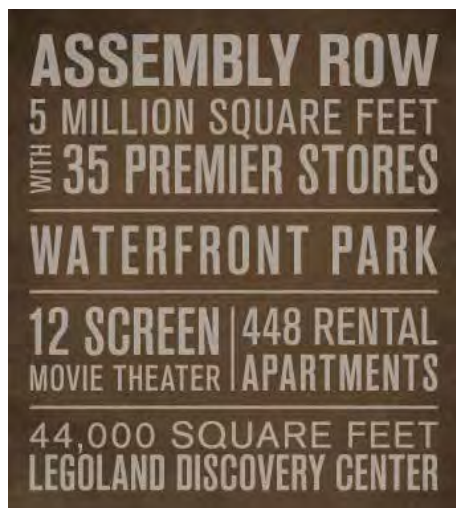 ASSEMBLY ROW
5 MILLION SQUARE FEET
WITH 35 PREMIER STORES
WATERFRONT PARK
12 SCREEN
MOVIE THEATER
448 RENTAL
APARTMENTS
44,000 SQUARE FEET
LEGOLAND DISCOVERY CENTER